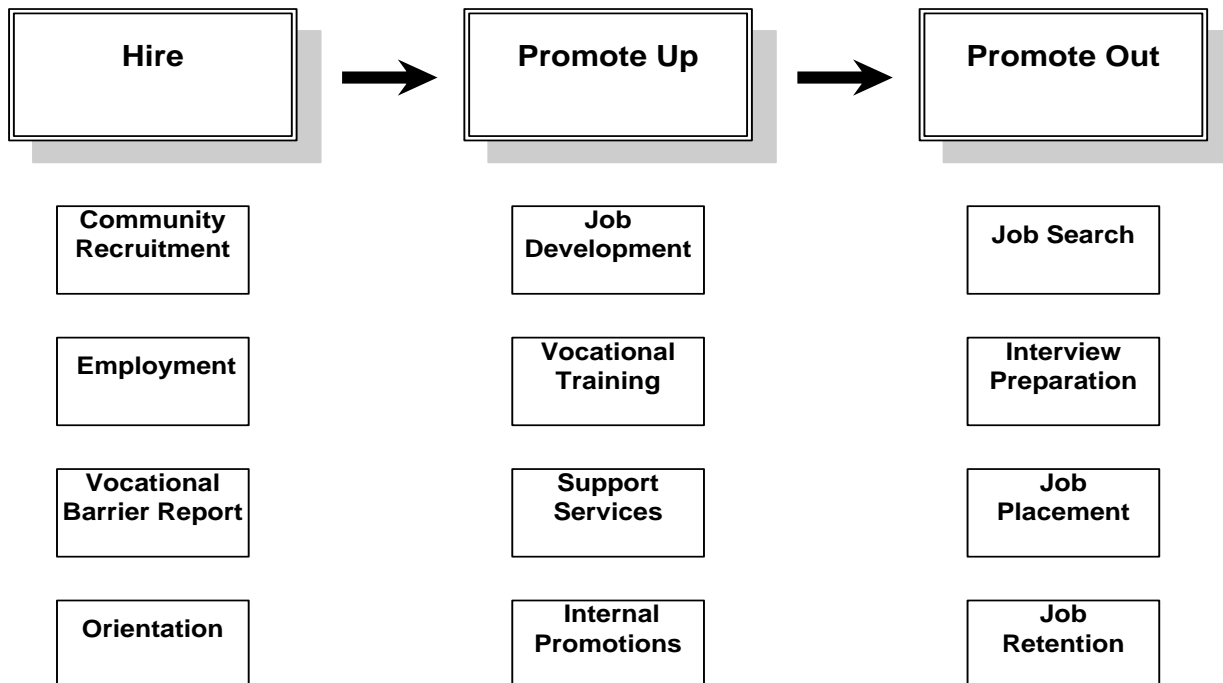 Hire
Promote Up
Promote Out
Community
Recruitment
Job
Development
Job Search
Employment
Vocational
Training
Interview
Preparation
Vocational
Barrier Report
Support
Services
Job
Placement
Orientation
Internal
Promotions
Job
Retention